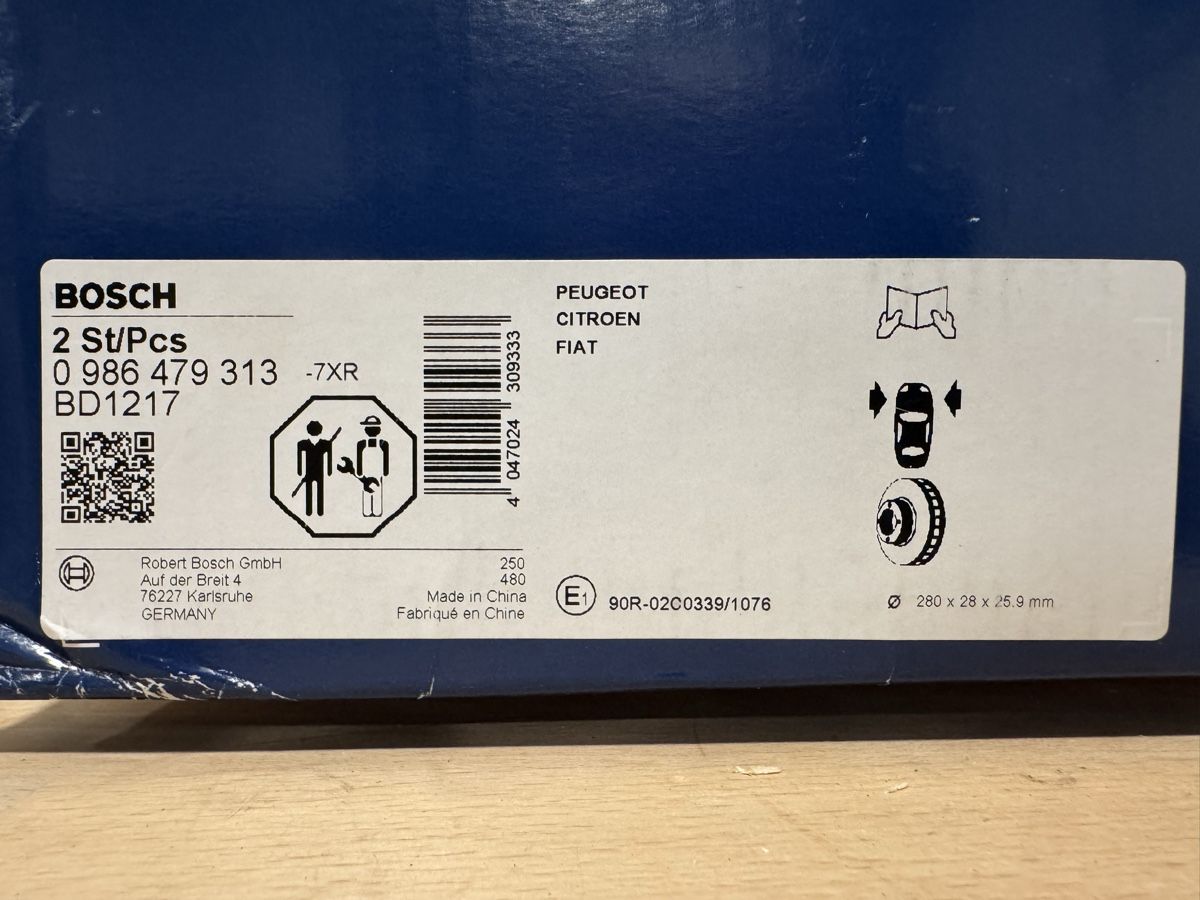 BOSCH
2 St/Pcs
0 986 479 313 -7XR
BD1217
4 047024 309333
Robert Bosch GmbH
Auf der Breit 4
76227 Karlsruhe
GERMANY
250
480
Made in China
Fabriqué en Chine
PEUGEOT
CITROEN
FIAT
E1 90R-02C0339/1076
Ø 280 x 28 x 25.9 mm